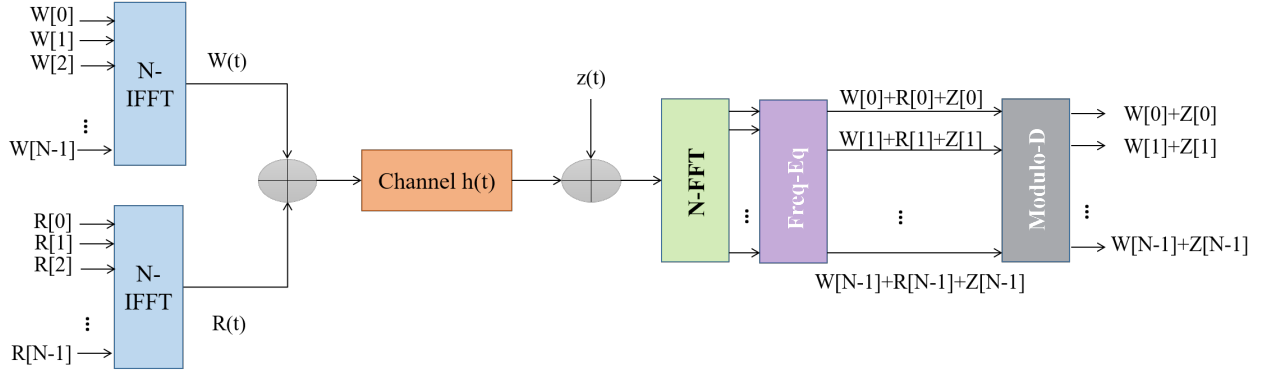 W[0]
W[1]
W[2]
⋮
W[N-1]
N-
IFFT
W(t)
R[0]
R[1]
R[2]
⋮
R[N-1]
N-
IFFT
R(t)
Channel h(t)
z(t)
N-FFT
⋮
Freq-Eq
W[0]+R[0]+Z[0]
W[1]+R[1]+Z[1]
⋮
W[N-1]+R[N-1]+Z[N-1]
Modulo-D
W[0]+Z[0]
W[1]+Z[1]
⋮
W[N-1]+Z[N-1]